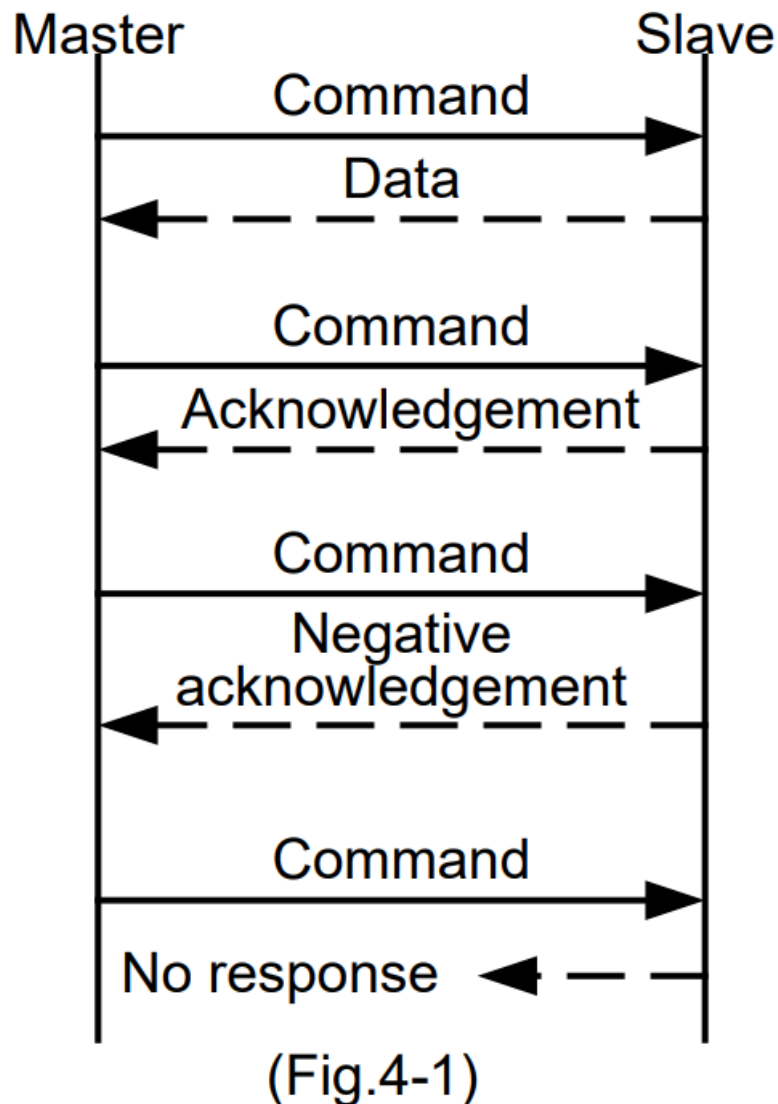 Master Slave
Command
Data
Command
Acknowledgement
Command
Negative
acknowledgement
Command
No response
(Fig.4-1)